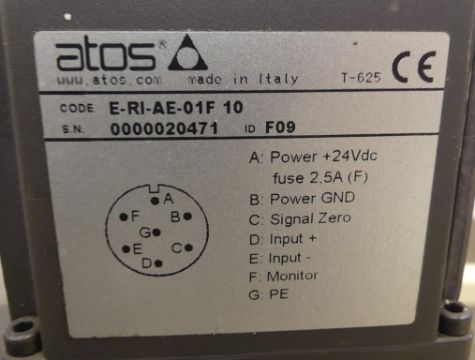 atos®
www.atos.com made in Italy T-625 CE
CODE E-RI-AE-01F 10
S.N. 0000020471 ID F09
A: Power +24Vdc
fuse 2,5A (F)
B: Power GND
C: Signal Zero
D: Input +
E: Input -
F: Monitor
G: PE
A
F B
G
E C
D